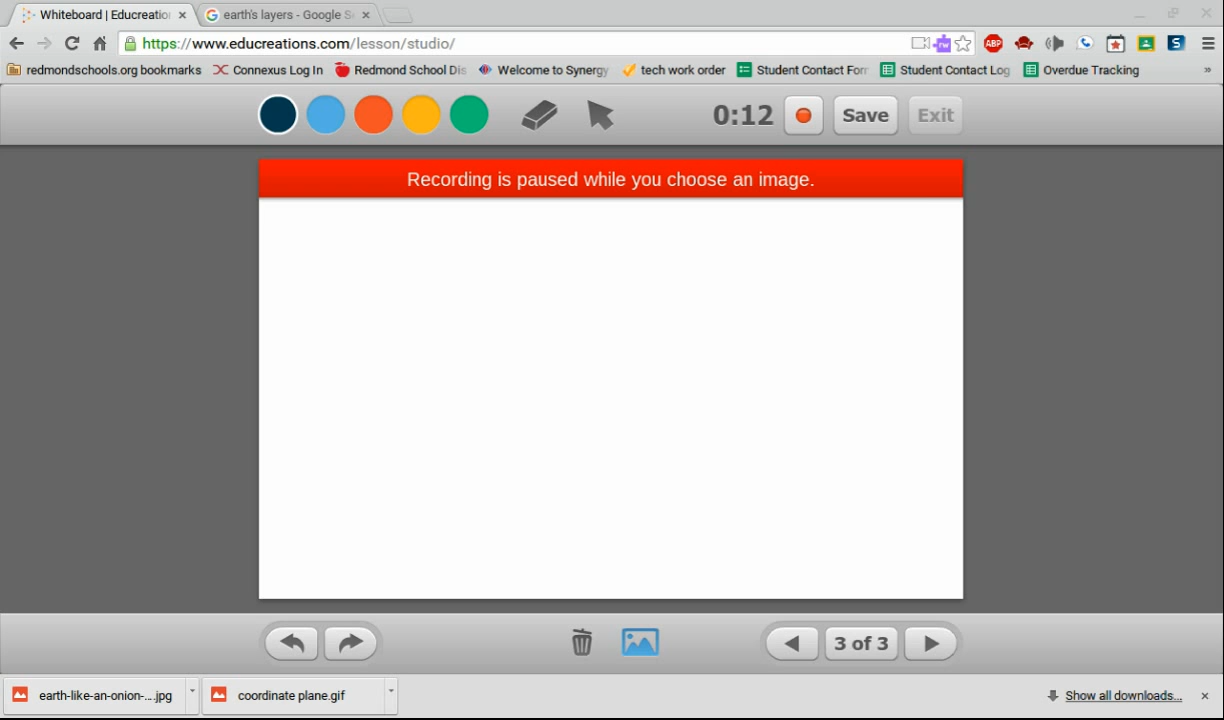 Whiteboard | Educreation
earth's layers - Google S
https://www.educreations.com/lesson/studio/
ABP
redmondschools.org bookmarks Connexus Log In Redmond School Dis Welcome to Synergy tech work order Student Contact Form Student Contact Log Overdue Tracking »
0:12 Save Exit
Recording is paused while you choose an image.
3 of 3
earth-like-an-onion-....jpg coordinate plane.gif Show all downloads...